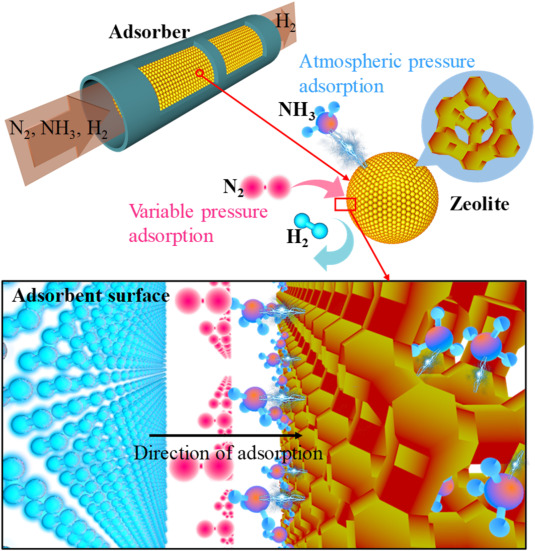 H2
Adsorber
Atmospheric pressure
adsorption
NH3
N2, NH3, H2
N2
Variable pressure
adsorption
H2
Zeolite
Adsorbent surface
Direction of adsorption